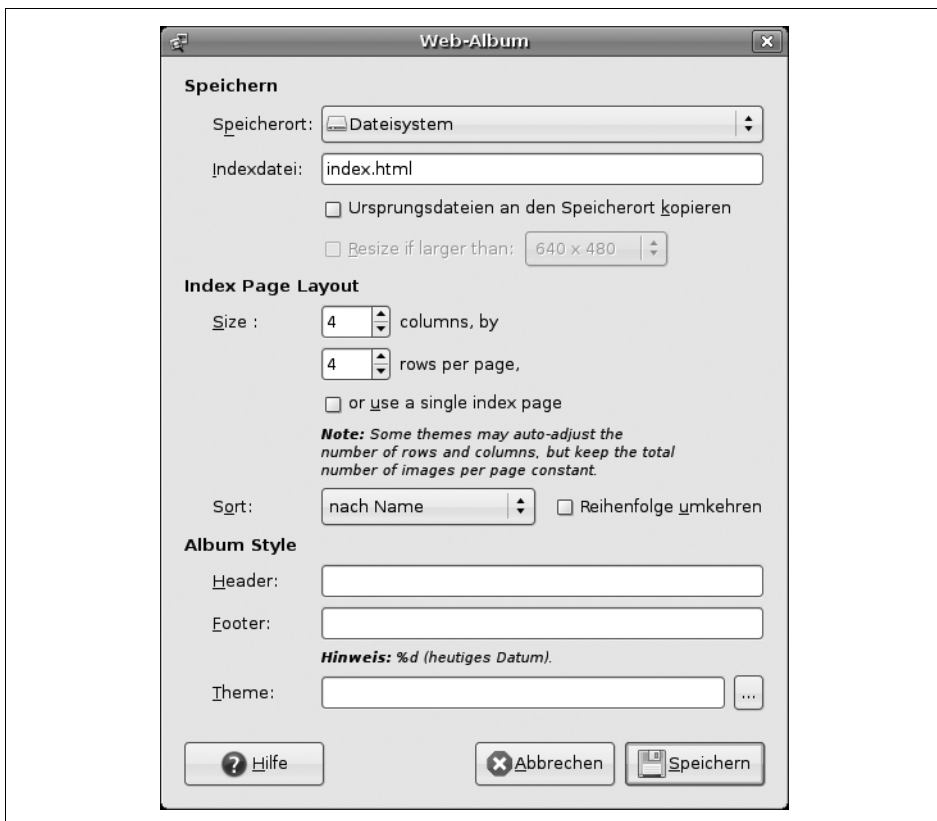 Web-Album
Speichern
Speicherort: Dateisystem
Indexdatei: index.html
Ursprungsdateien an den Speicherort kopieren
Resize if larger than: 640 x 480
Index Page Layout
Size : 4 columns, by
4 rows per page,
or use a single index page
Note: Some themes may auto-adjust the
number of rows and columns, but keep the total
number of images per page constant.
Sort: nach Name Reihenfolge umkehren
Album Style
Header:
Footer:
Hinweis: %d (heutiges Datum).
Theme: ...
Hilfe Abbrechen Speichern